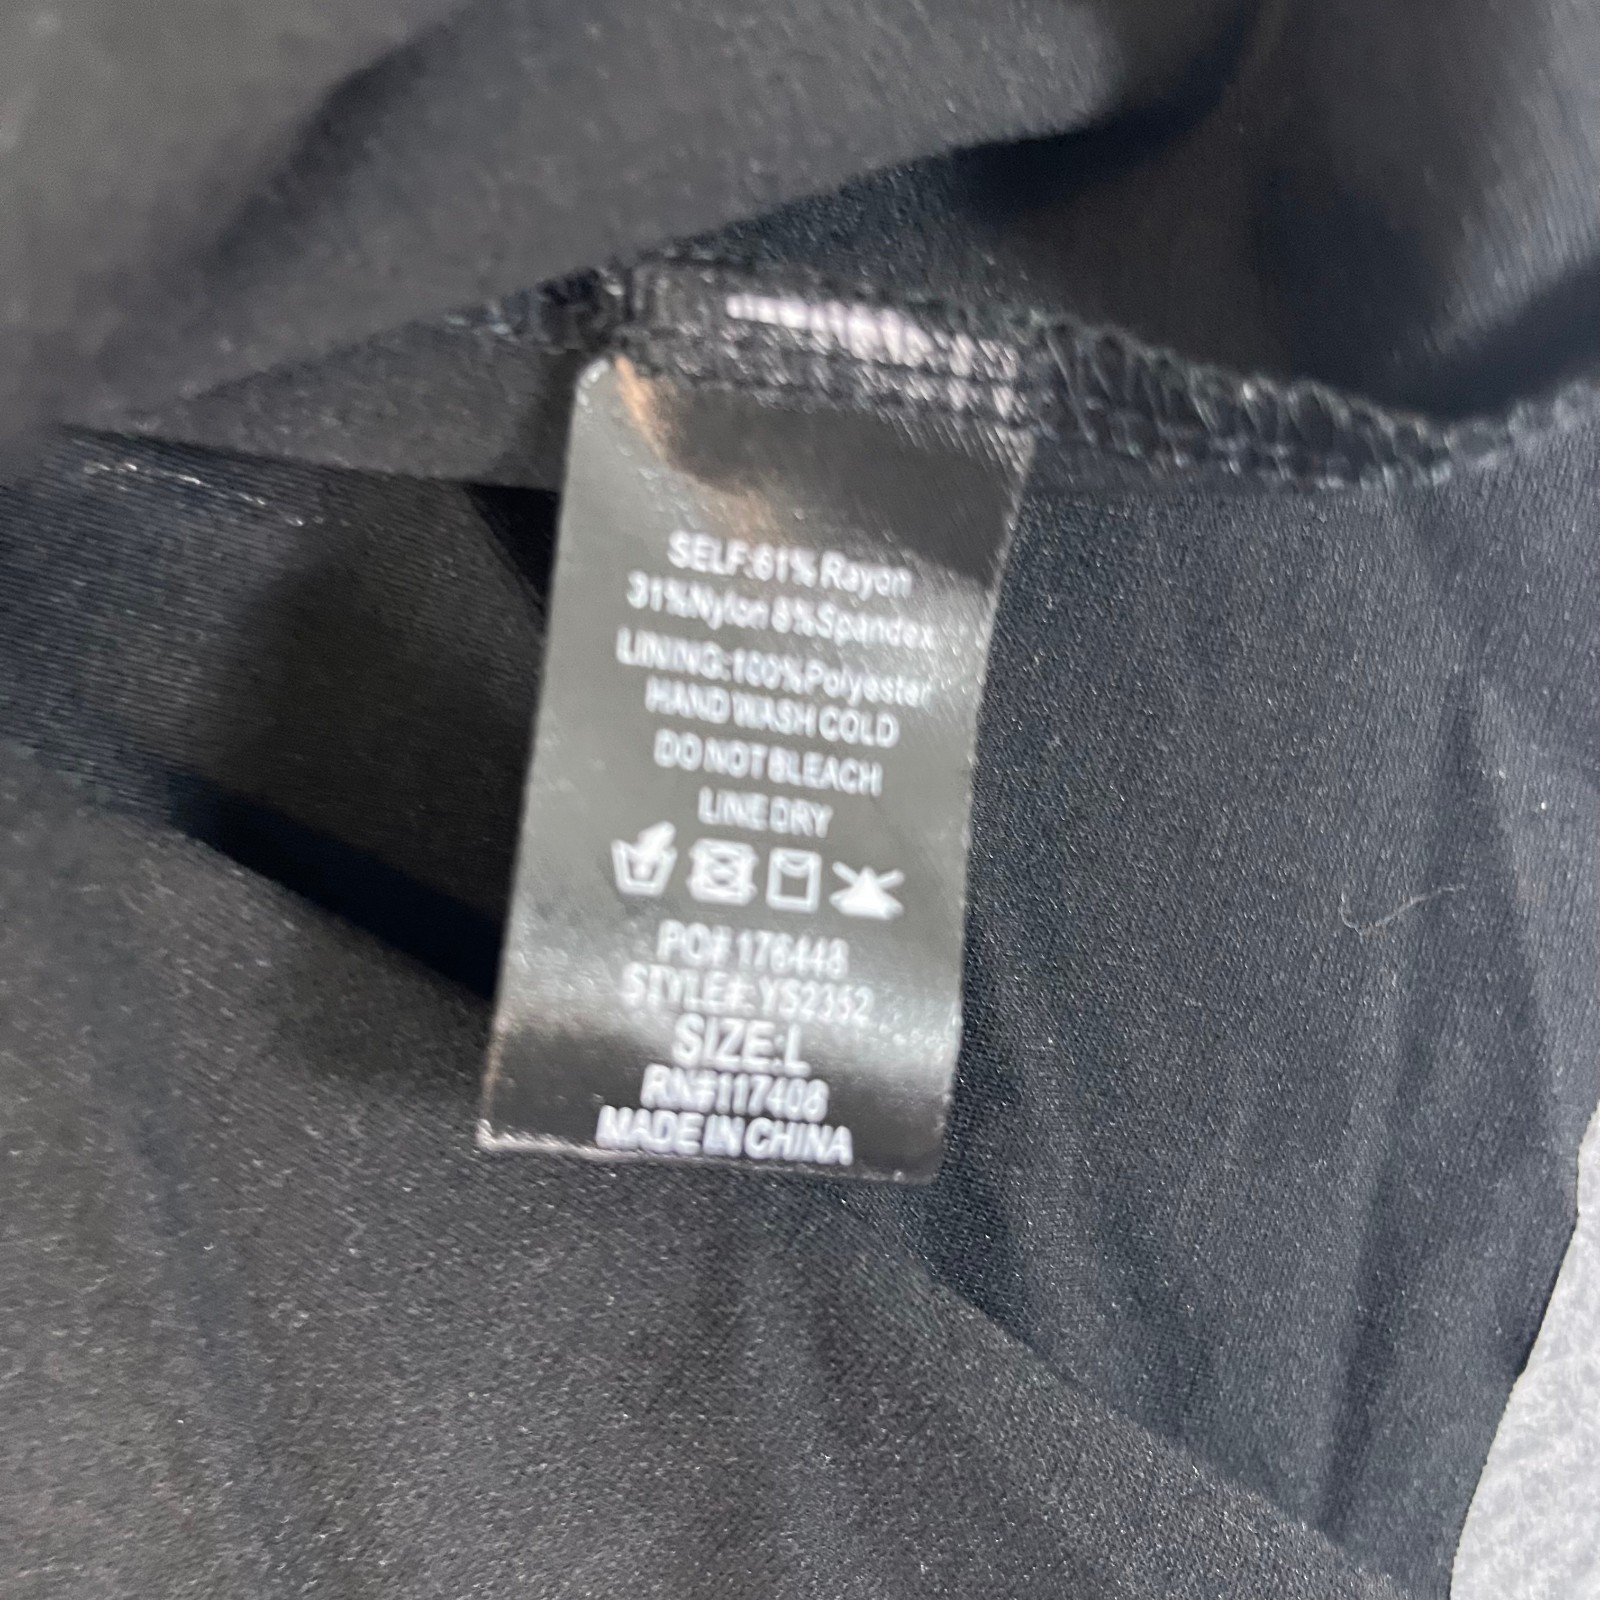 SELF:61% Rayon
31%Nylon 8%Spandex
LINING:100%Polyester
HAND WASH COLD
DO NOT BLEACH
LINE DRY
PO# 176448
STYLE#:YS2352
SIZE:L
RN#117408
MADE IN CHINA